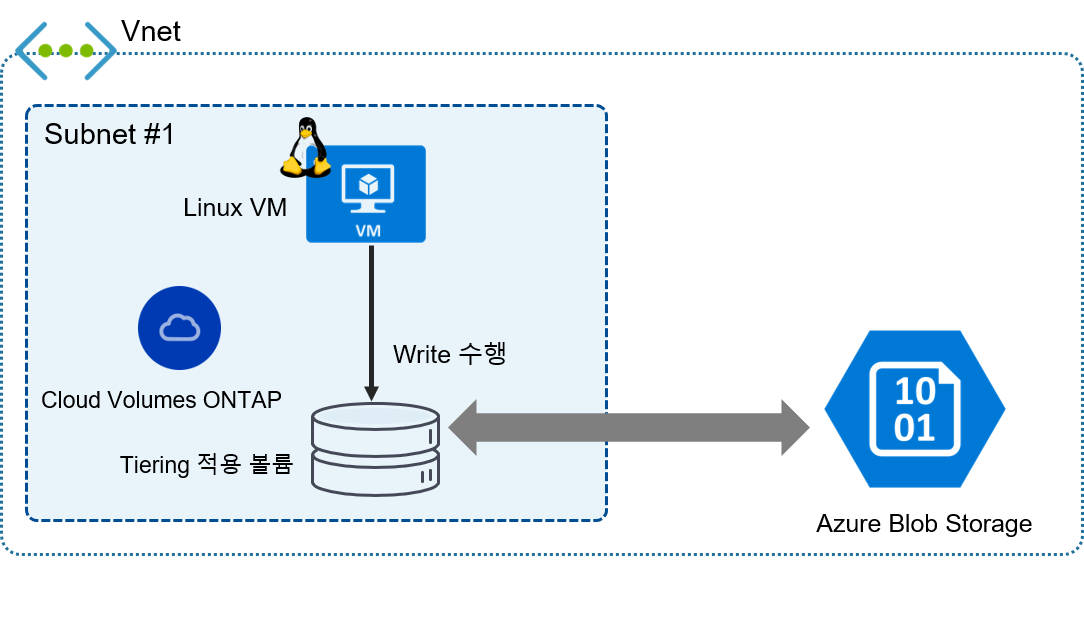 Vnet
Subnet #1
Linux VM
VM
Write 수행
Cloud Volumes ONTAP
Tiering 적용 볼륨
10
01
Azure Blob Storage